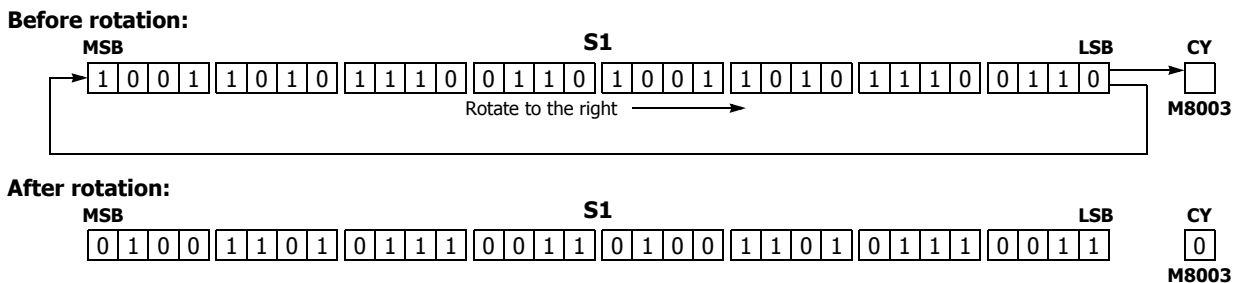 Before rotation:
MSB S1 LSB CY
1 0 0 1 1 0 1 0 1 1 1 0 0 1 1 0 1 0 0 1 1 0 1 0 1 1 1 0 0 1 1 0
Rotate to the right M8003
After rotation:
MSB S1 LSB CY
0 1 0 0 1 1 0 1 0 1 1 1 0 0 1 1 0 1 0 0 1 1 0 1 0 1 1 1 0 0 1 1 0
M8003